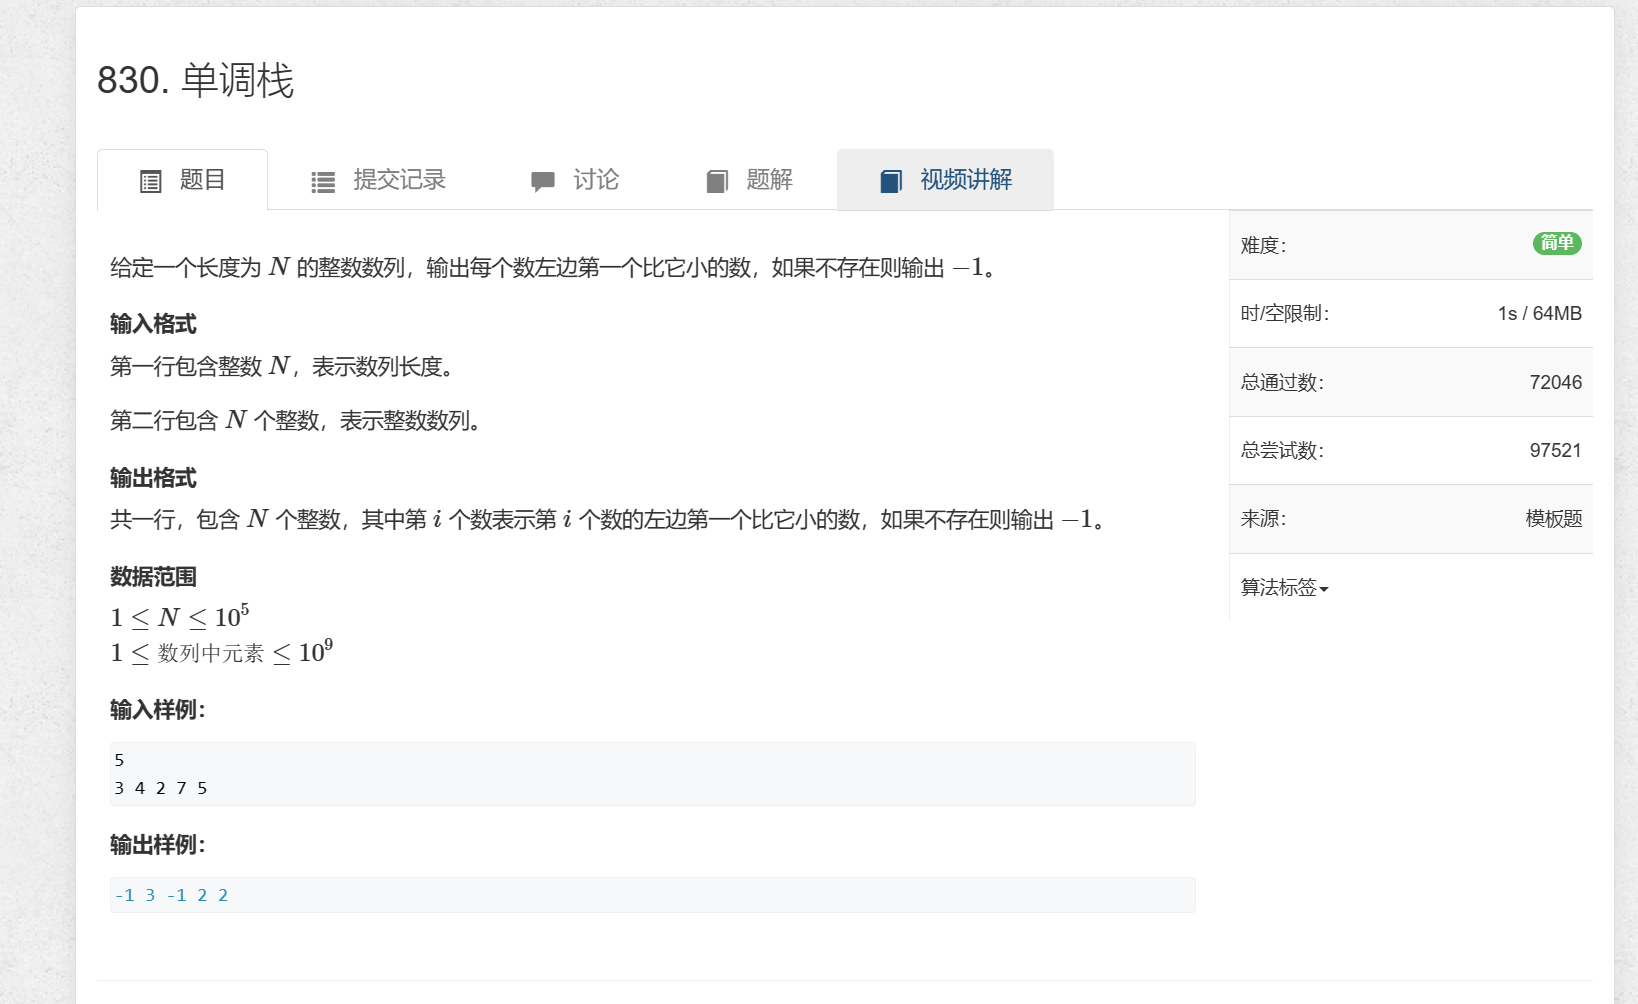 830. 单调栈
题目 提交记录 讨论 题解 视频讲解
给定一个长度为 N 的整数数列，输出每个数左边第一个比它小的数，如果不存在则输出 −1。
输入格式
第一行包含整数 N，表示数列长度。
第二行包含 N 个整数，表示整数数列。
输出格式
共一行，包含 N 个整数，其中第 i 个数表示第 i 个数的左边第一个比它小的数，如果不存在则输出 −1。
数据范围
1 ≤ N ≤ 10⁵
1 ≤ 数列中元素 ≤ 10⁹
输入样例：
5
3 4 2 7 5
输出样例：
-1 3 -1 2 2
难度： 简单
时/空限制： 1s / 64MB
总通过数： 72046
总尝试数： 97521
来源： 模板题
算法标签